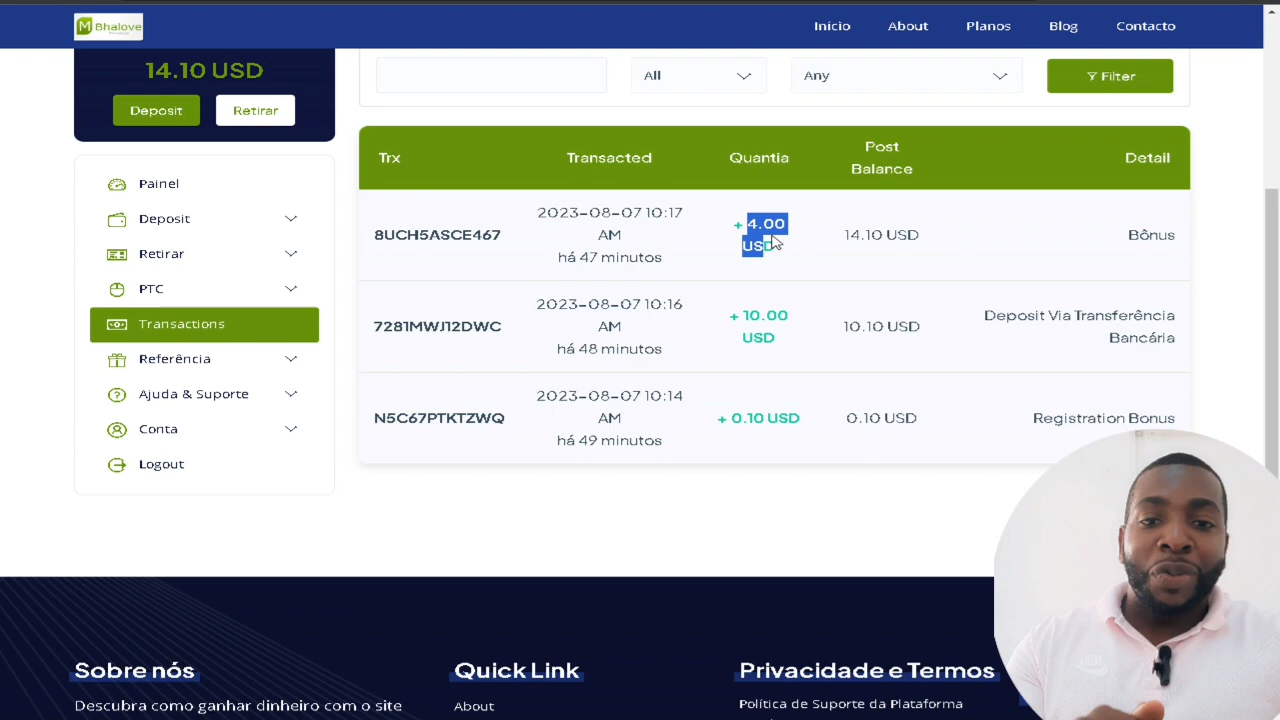 M Bhalove
Início About Planos Blog Contacto
14.10 USD
Deposit Retirar
All Any Filter
Painel
Deposit
Retirar
PTC
Transactions
Referência
Ajuda & Suporte
Conta
Logout
Trx Transacted Quantia Post Balance Detail
8UCH5ASCE467 2023-08-07 10:17 AM há 47 minutos + 4.00 USD 14.10 USD Bônus
7281MWJ12DWC 2023-08-07 10:16 AM há 48 minutos + 10.00 USD 10.10 USD Deposit Via Transferência Bancária
N5C67PTKTZWQ 2023-08-07 10:14 AM há 49 minutos + 0.10 USD 0.10 USD Registration Bonus
Sobre nós
Descubra como ganhar dinheiro com o site
Quick Link
About
Privacidade e Termos
Política de Suporte da Plataforma